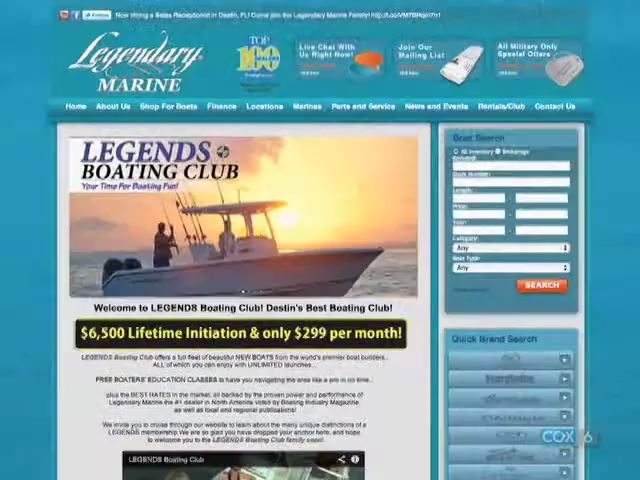 Now Hiring a Sales Receptionist in Destin, FL! Come join the Legendary Marine Family!
Legendary
MARINE
TOP
100
Live Chat With
Us Right Now!
Join Our
Mailing List
All Military Only
Special Offers
Home About Us Shop For Boats Finance Locations Marinas Parts and Service News and Events Rentals/Club Contact Us
LEGENDS
BOATING CLUB
Your Time For Boating Fun!
Boat Search
All Inventory Brokerage
Keyword:
Stock Number:
Length:
Price:
Year:
Category:
Any
Boat Type:
Any
SEARCH
Welcome to LEGENDS Boating Club! Destin's Best Boating Club!
$6,500 Lifetime Initiation & only $299 per month!
LEGENDS Boating Club offers a full fleet of beautiful NEW BOATS from the world's premier boat builders..
ALL of which you can enjoy with UNLIMITED launches...
FREE BOATERS' EDUCATION CLASSES to have you navigating the area like a pro in no time..
plus the BEST RATES in the market, all backed by the proven power and performance of
Legendary Marine,the #1 dealer in North America voted by Boating Industry Magazine,
as well as local and regional publications!
We invite you to cruise through our website to learn about the many unique distinctions of a
LEGENDS membership. We are so glad you have dropped your anchor here, and hope
to welcome you to the LEGENDS Boating Club family soon!
Quick Brand Search
LEGENDS Boating Club
COX 6